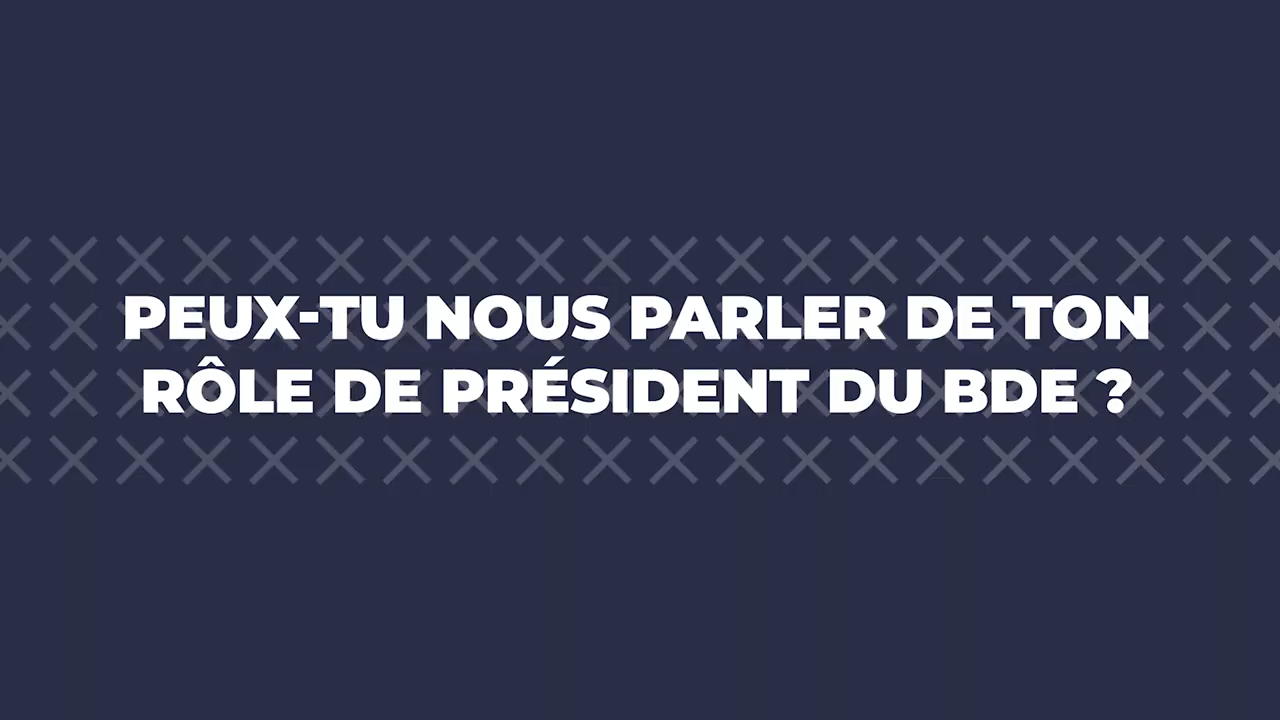 PEUX-TU NOUS PARLER DE TON
RÔLE DE PRÉSIDENT DU BDE ?